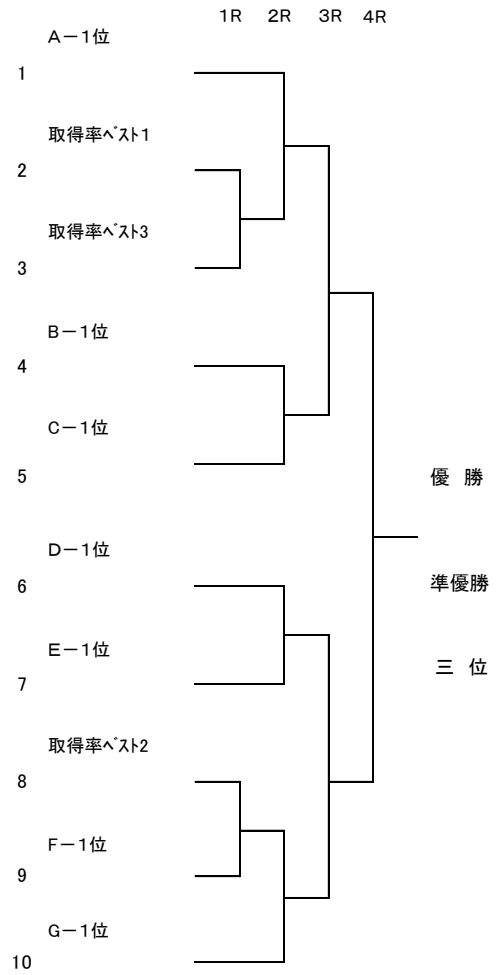 1R 2R 3R 4R
A－1位
1
取得率ﾍﾞｽﾄ1
2
取得率ﾍﾞｽﾄ3
3
B－1位
4
C－1位
5
優 勝
D－1位
6
準優勝
E－1位
三 位
7
取得率ﾍﾞｽﾄ2
8
F－1位
9
G－1位
10